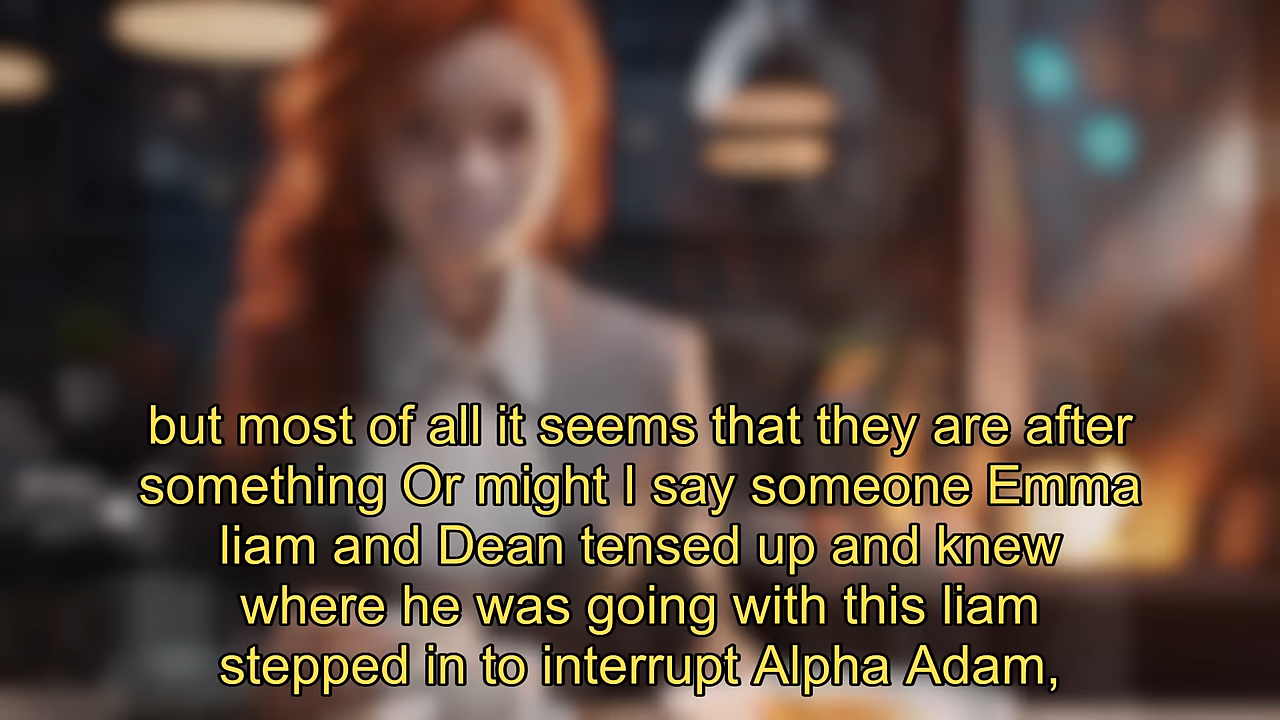 but most of all it seems that they are after
something Or might I say someone Emma
liam and Dean tensed up and knew
where he was going with this liam
stepped in to interrupt Alpha Adam,